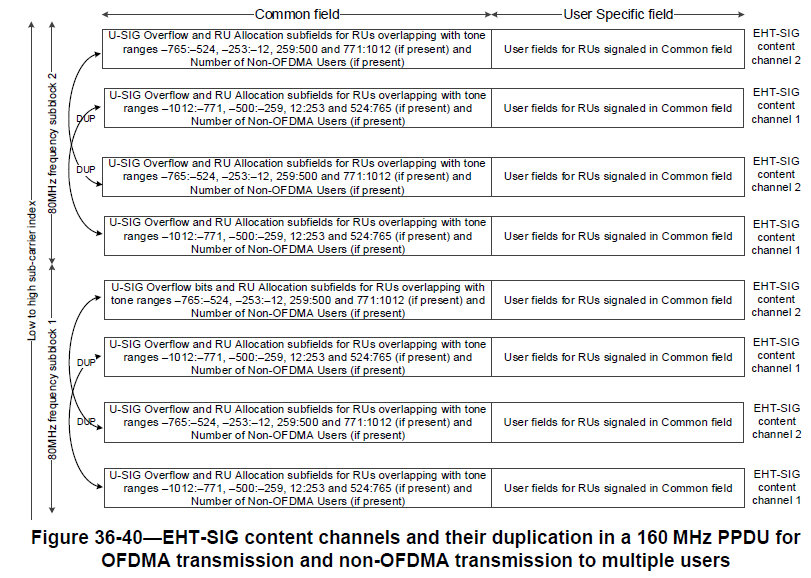 Common field
User Specific field
U-SIG Overflow and RU Allocation subfields for RUs overlapping with tone
ranges –765:–524, –253:–12, 259:500 and 771:1012 (if present) and
Number of Non-OFDMA Users (if present)
User fields for RUs signaled in Common field
EHT-SIG
content
channel 2
U-SIG Overflow and RU Allocation subfields for RUs overlapping with tone
ranges –1012:–771, –500:–259, 12:253 and 524:765 (if present) and
Number of Non-OFDMA Users (if present)
User fields for RUs signaled in Common field
EHT-SIG
content
channel 1
DUP
U-SIG Overflow and RU Allocation subfields for RUs overlapping with tone
ranges –765:–524, –253:–12, 259:500 and 771:1012 (if present) and
Number of Non-OFDMA Users (if present)
User fields for RUs signaled in Common field
EHT-SIG
content
channel 2
DUP
U-SIG Overflow and RU Allocation subfields for RUs overlapping with tone
ranges –1012:–771, –500:–259, 12:253 and 524:765 (if present) and
Number of Non-OFDMA Users (if present)
User fields for RUs signaled in Common field
EHT-SIG
content
channel 1
80MHz frequency subblock 2
Low to high sub-carrier index
U-SIG Overflow bits and RU Allocation subfields for RUs overlapping with
tone ranges –765:–524, –253:–12, 259:500 and 771:1012 (if present) and
Number of Non-OFDMA Users (if present)
User fields for RUs signaled in Common field
EHT-SIG
content
channel 2
U-SIG Overflow and RU Allocation subfields for RUs overlapping with tone
ranges –1012:–771, –500:–259, 12:253 and 524:765 (if present) and
Number of Non-OFDMA Users (if present)
User fields for RUs signaled in Common field
EHT-SIG
content
channel 1
DUP
U-SIG Overflow and RU Allocation subfields for RUs overlapping with tone
ranges –765:–524, –253:–12, 259:500 and 771:1012 (if present) and
Number of Non-OFDMA Users (if present)
User fields for RUs signaled in Common field
EHT-SIG
content
channel 2
DUP
U-SIG Overflow and RU Allocation subfields for RUs overlapping with tone
ranges –1012:–771, –500:–259, 12:253 and 524:765 (if present) and
Number of Non-OFDMA Users (if present)
User fields for RUs signaled in Common field
EHT-SIG
content
channel 1
80MHz frequency subblock 1
Figure 36-40—EHT-SIG content channels and their duplication in a 160 MHz PPDU for
OFDMA transmission and non-OFDMA transmission to multiple users